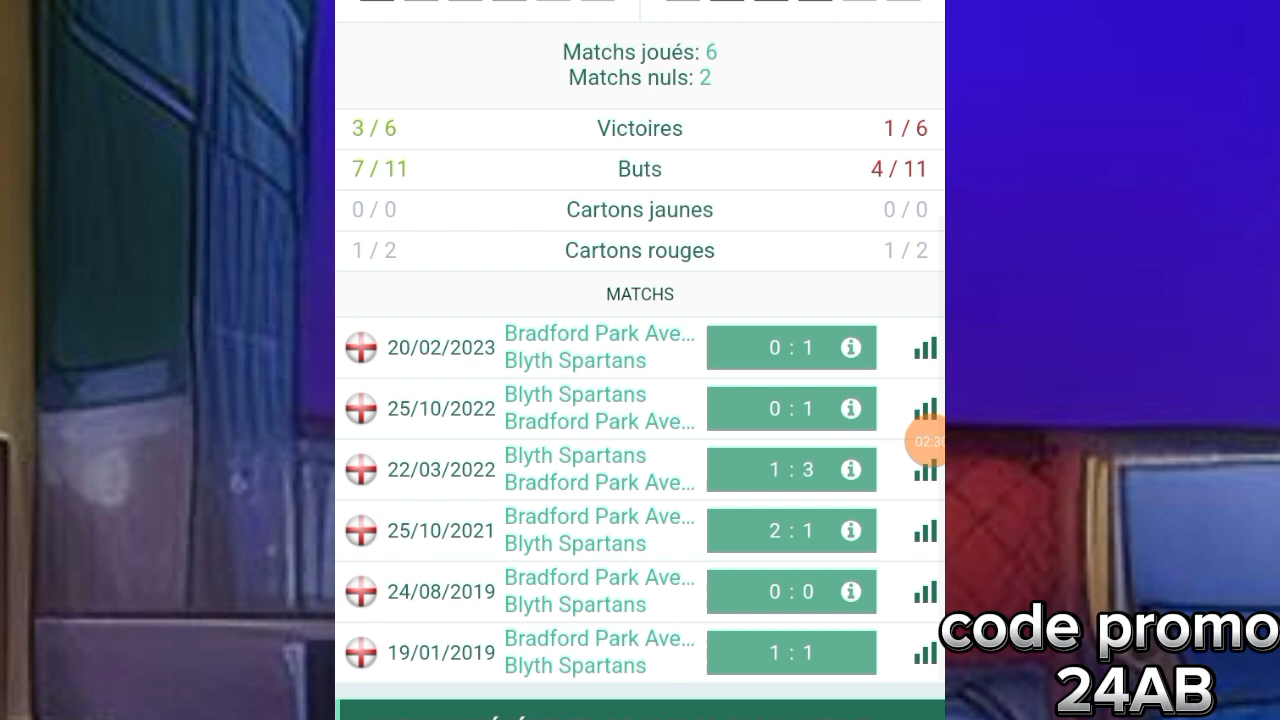 Matchs joués: 6
Matchs nuls: 2
3 / 6 Victoires 1 / 6
7 / 11 Buts 4 / 11
0 / 0 Cartons jaunes 0 / 0
1 / 2 Cartons rouges 1 / 2
MATCHS
20/02/2023 Bradford Park Ave... 0 : 1
Blyth Spartans
25/10/2022 Blyth Spartans 0 : 1
Bradford Park Ave...
02:30
22/03/2022 Blyth Spartans 1 : 3
Bradford Park Ave...
25/10/2021 Bradford Park Ave... 2 : 1
Blyth Spartans
24/08/2019 Bradford Park Ave... 0 : 0
Blyth Spartans
19/01/2019 Bradford Park Ave... 1 : 1
Blyth Spartans
code promo
24AB